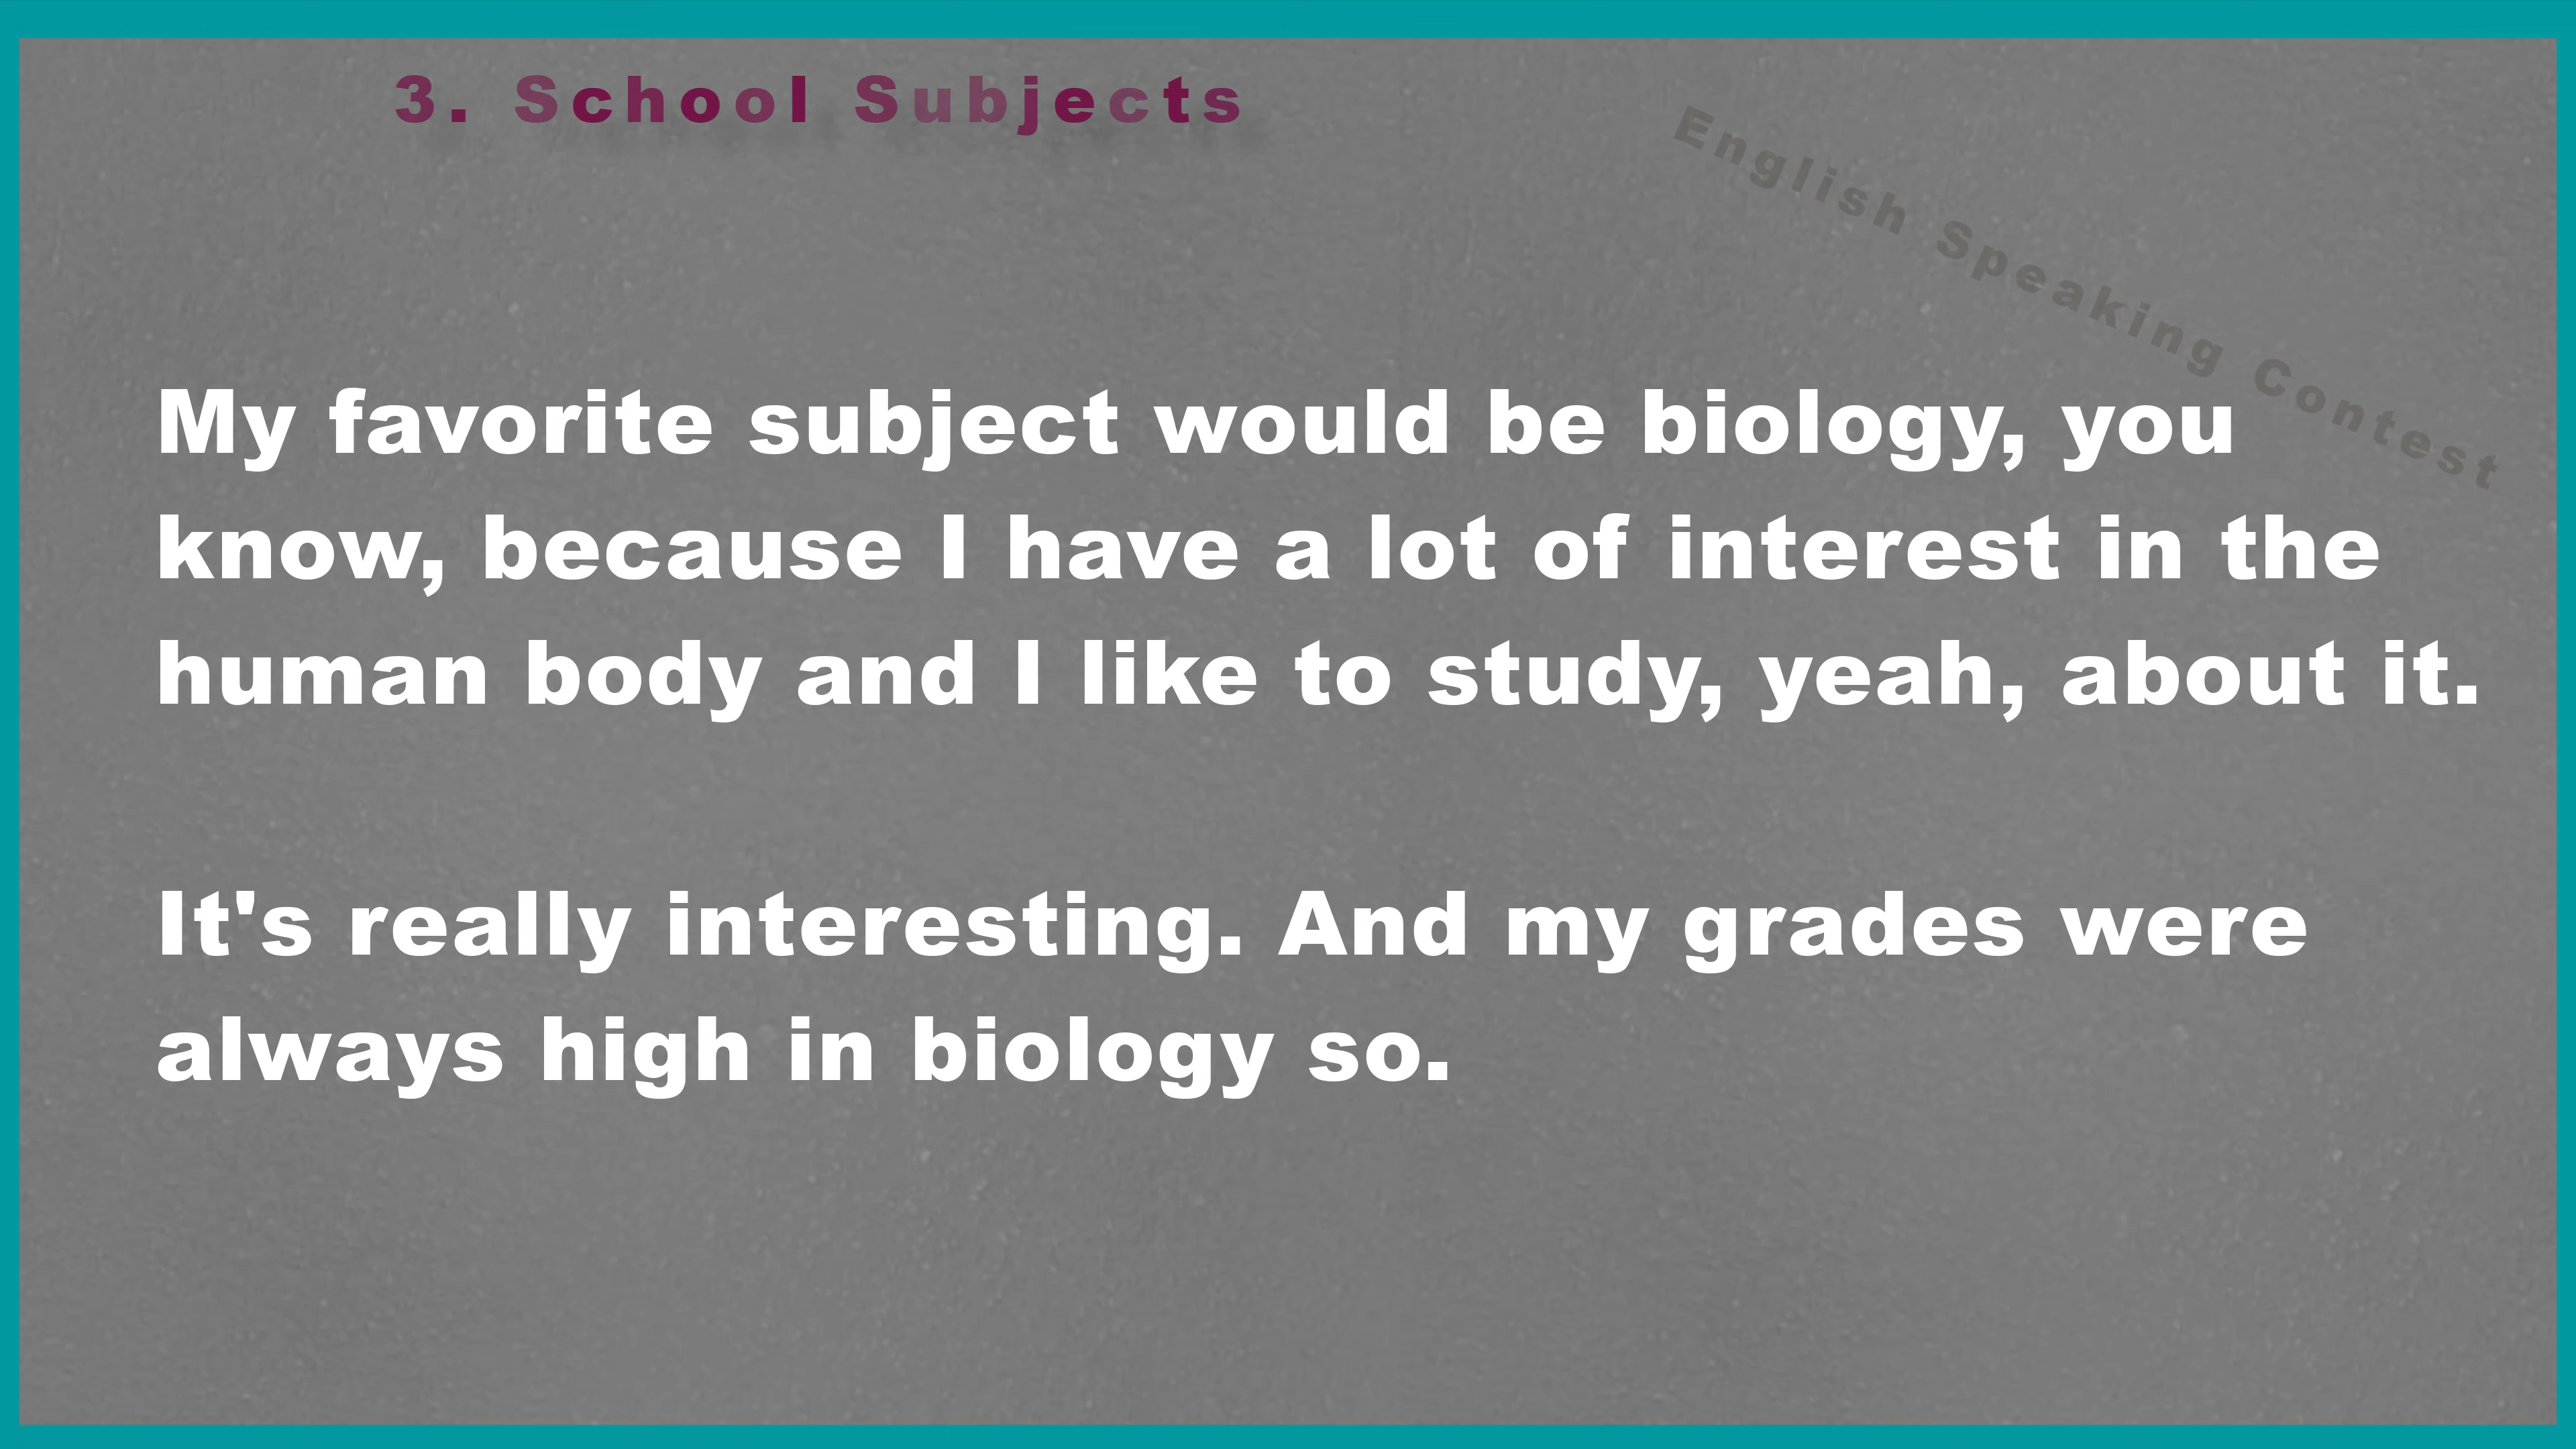 3. School Subjects
English Speaking Contest
My favorite subject would be biology, you
know, because I have a lot of interest in the
human body and I like to study, yeah, about it.
It's really interesting. And my grades were
always high in biology so.